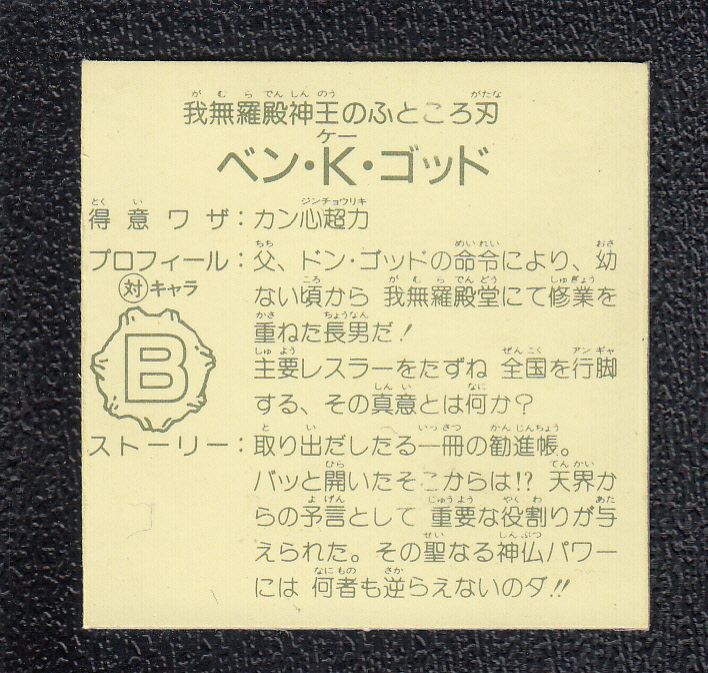 我無羅殿神王のふところ刃
ベン・K・ゴッド
得意ワザ：カン心超力
プロフィール：父、ドン・ゴッドの命令により、幼
ない頃から 我無羅殿堂にて修業を
重ねた長男だ！
主要レスラーをたずね 全国を行脚
する、その真意とは何か？
対キャラ
B
ストーリー：取り出だしたる一冊の勧進帳。
バッと開いたそこからは!? 天界か
らの予言として 重要な役割りが与
えられた。その聖なる神仏パワー
には 何者も逆らえないのダ!!